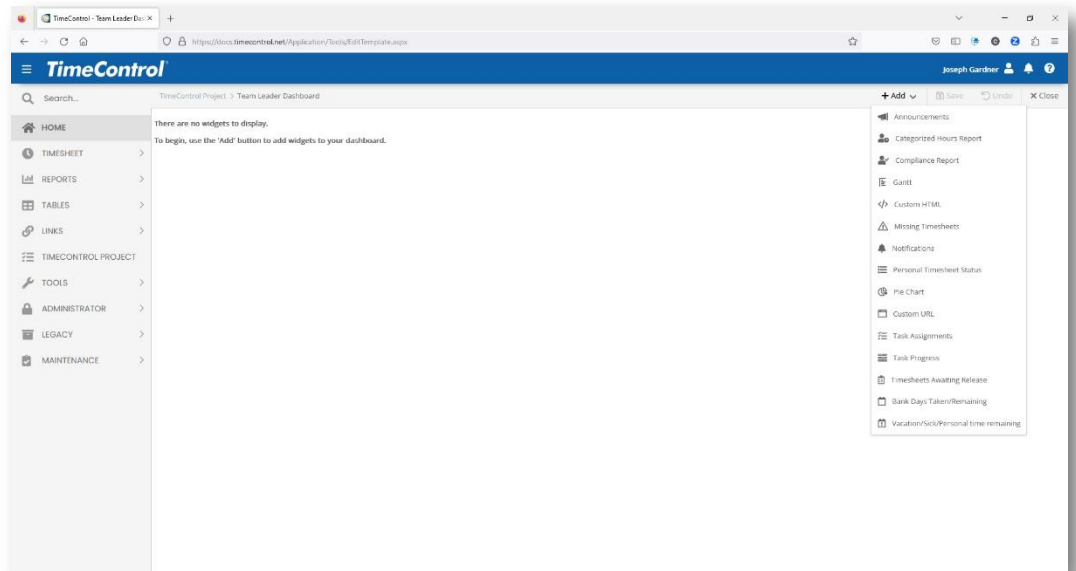 TimeControl - Team Leader Das
https://docs.timecontrol.net/Application/Tools/EditTemplate.aspx
TimeControl
Joseph Gardner
Search...
TimeControl Project > Team Leader Dashboard
+ Add
Save
Undo
X Close
HOME
TIMESHEET
REPORTS
TABLES
LINKS
TIMECONTROL PROJECT
TOOLS
ADMINISTRATOR
LEGACY
MAINTENANCE
There are no widgets to display.
To begin, use the 'Add' button to add widgets to your dashboard.
Announcements
Categorized Hours Report
Compliance Report
Gantt
Custom HTML
Missing Timesheets
Notifications
Personal Timesheet Status
Pie Chart
Custom URL
Task Assignments
Task Progress
Timesheets Awaiting Release
Bank Days Taken/Remaining
Vacation/Sick/Personal time remaining